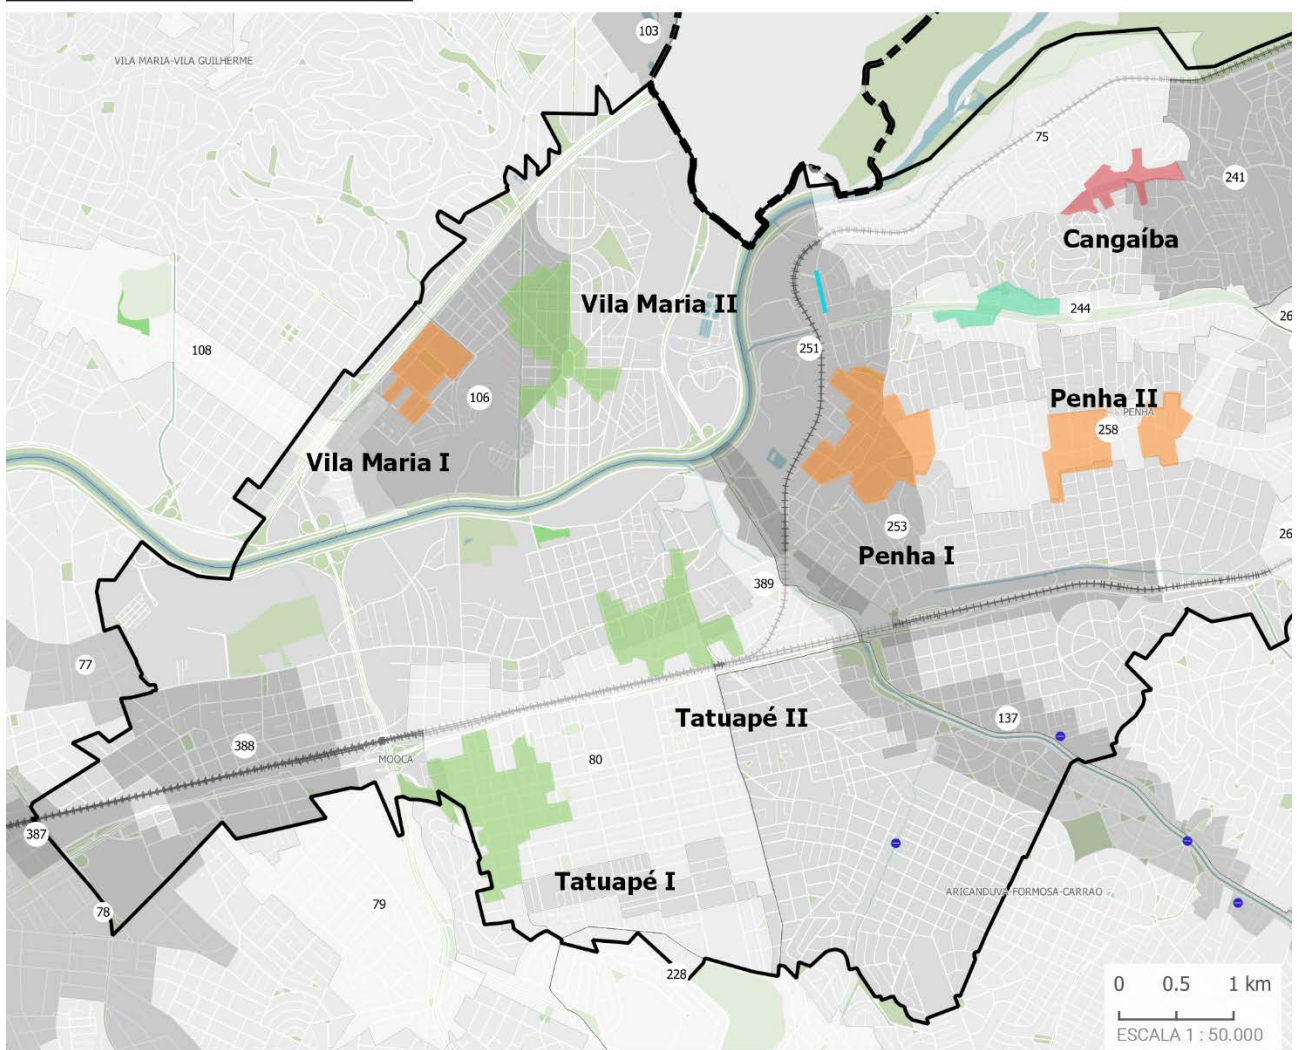 103
VILA MARIA-VILA GUILHERME
75
241
Cangaíba
Vila Maria II
244
26
108
251
106
Penha II
PENHA
258
Vila Maria I
253
26
Penha I
389
77
Tatuapé II
137
388
MOOCA
80
387
Tatuapé I
ARICANDUVA-FORMOSA-CARRAO
79
78
228
0 0.5 1 km
ESCALA 1 : 50.000